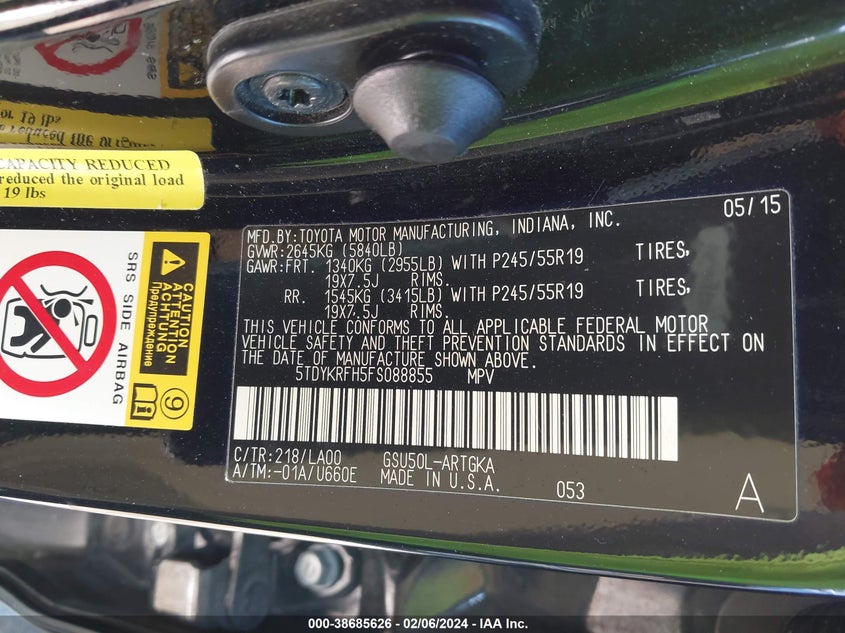 CAPACITY REDUCED
reduced the original load
19 lbs
SRS SIDE AIRBAG
CAUTION
ATTENTION
ACHTUNG
Предупреждение
9
05/15
MFD.BY:TOYOTA MOTOR MANUFACTURING, INDIANA, INC.
GVWR:2645KG (5840LB)
GAWR:FRT. 1340KG (2955LB) WITH P245/55R19 TIRES,
19X7.5J RIMS.
RR. 1545KG (3415LB) WITH P245/55R19 TIRES,
19X7.5J RIMS.
THIS VEHICLE CONFORMS TO ALL APPLICABLE FEDERAL MOTOR
VEHICLE SAFETY AND THEFT PREVENTION STANDARDS IN EFFECT ON
THE DATE OF MANUFACTURE SHOWN ABOVE.
5TDYKRFH5FS088855 MPV
C/TR:218/LA00 GSU50L-ARTGKA
A/TM:-01A/U660E MADE IN U.S.A.
053
A
000-38685626 - 02/06/2024 - IAA Inc.